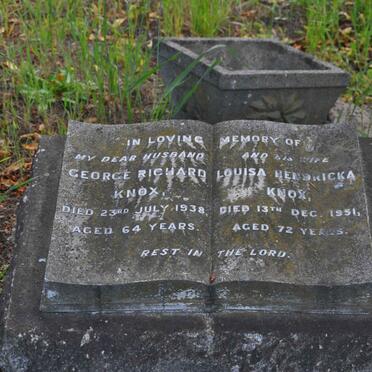 IN LOVING MEMORY OF
MY DEAR HUSBAND
GEORGE RICHARD
KNOX,
DIED 23RD JULY 1938,
AGED 64 YEARS.
AND HIS WIFE
LOUISA HENDRICKA
KNOX,
DIED 13TH DEC. 1951,
AGED 72 YEARS.
REST IN THE LORD.